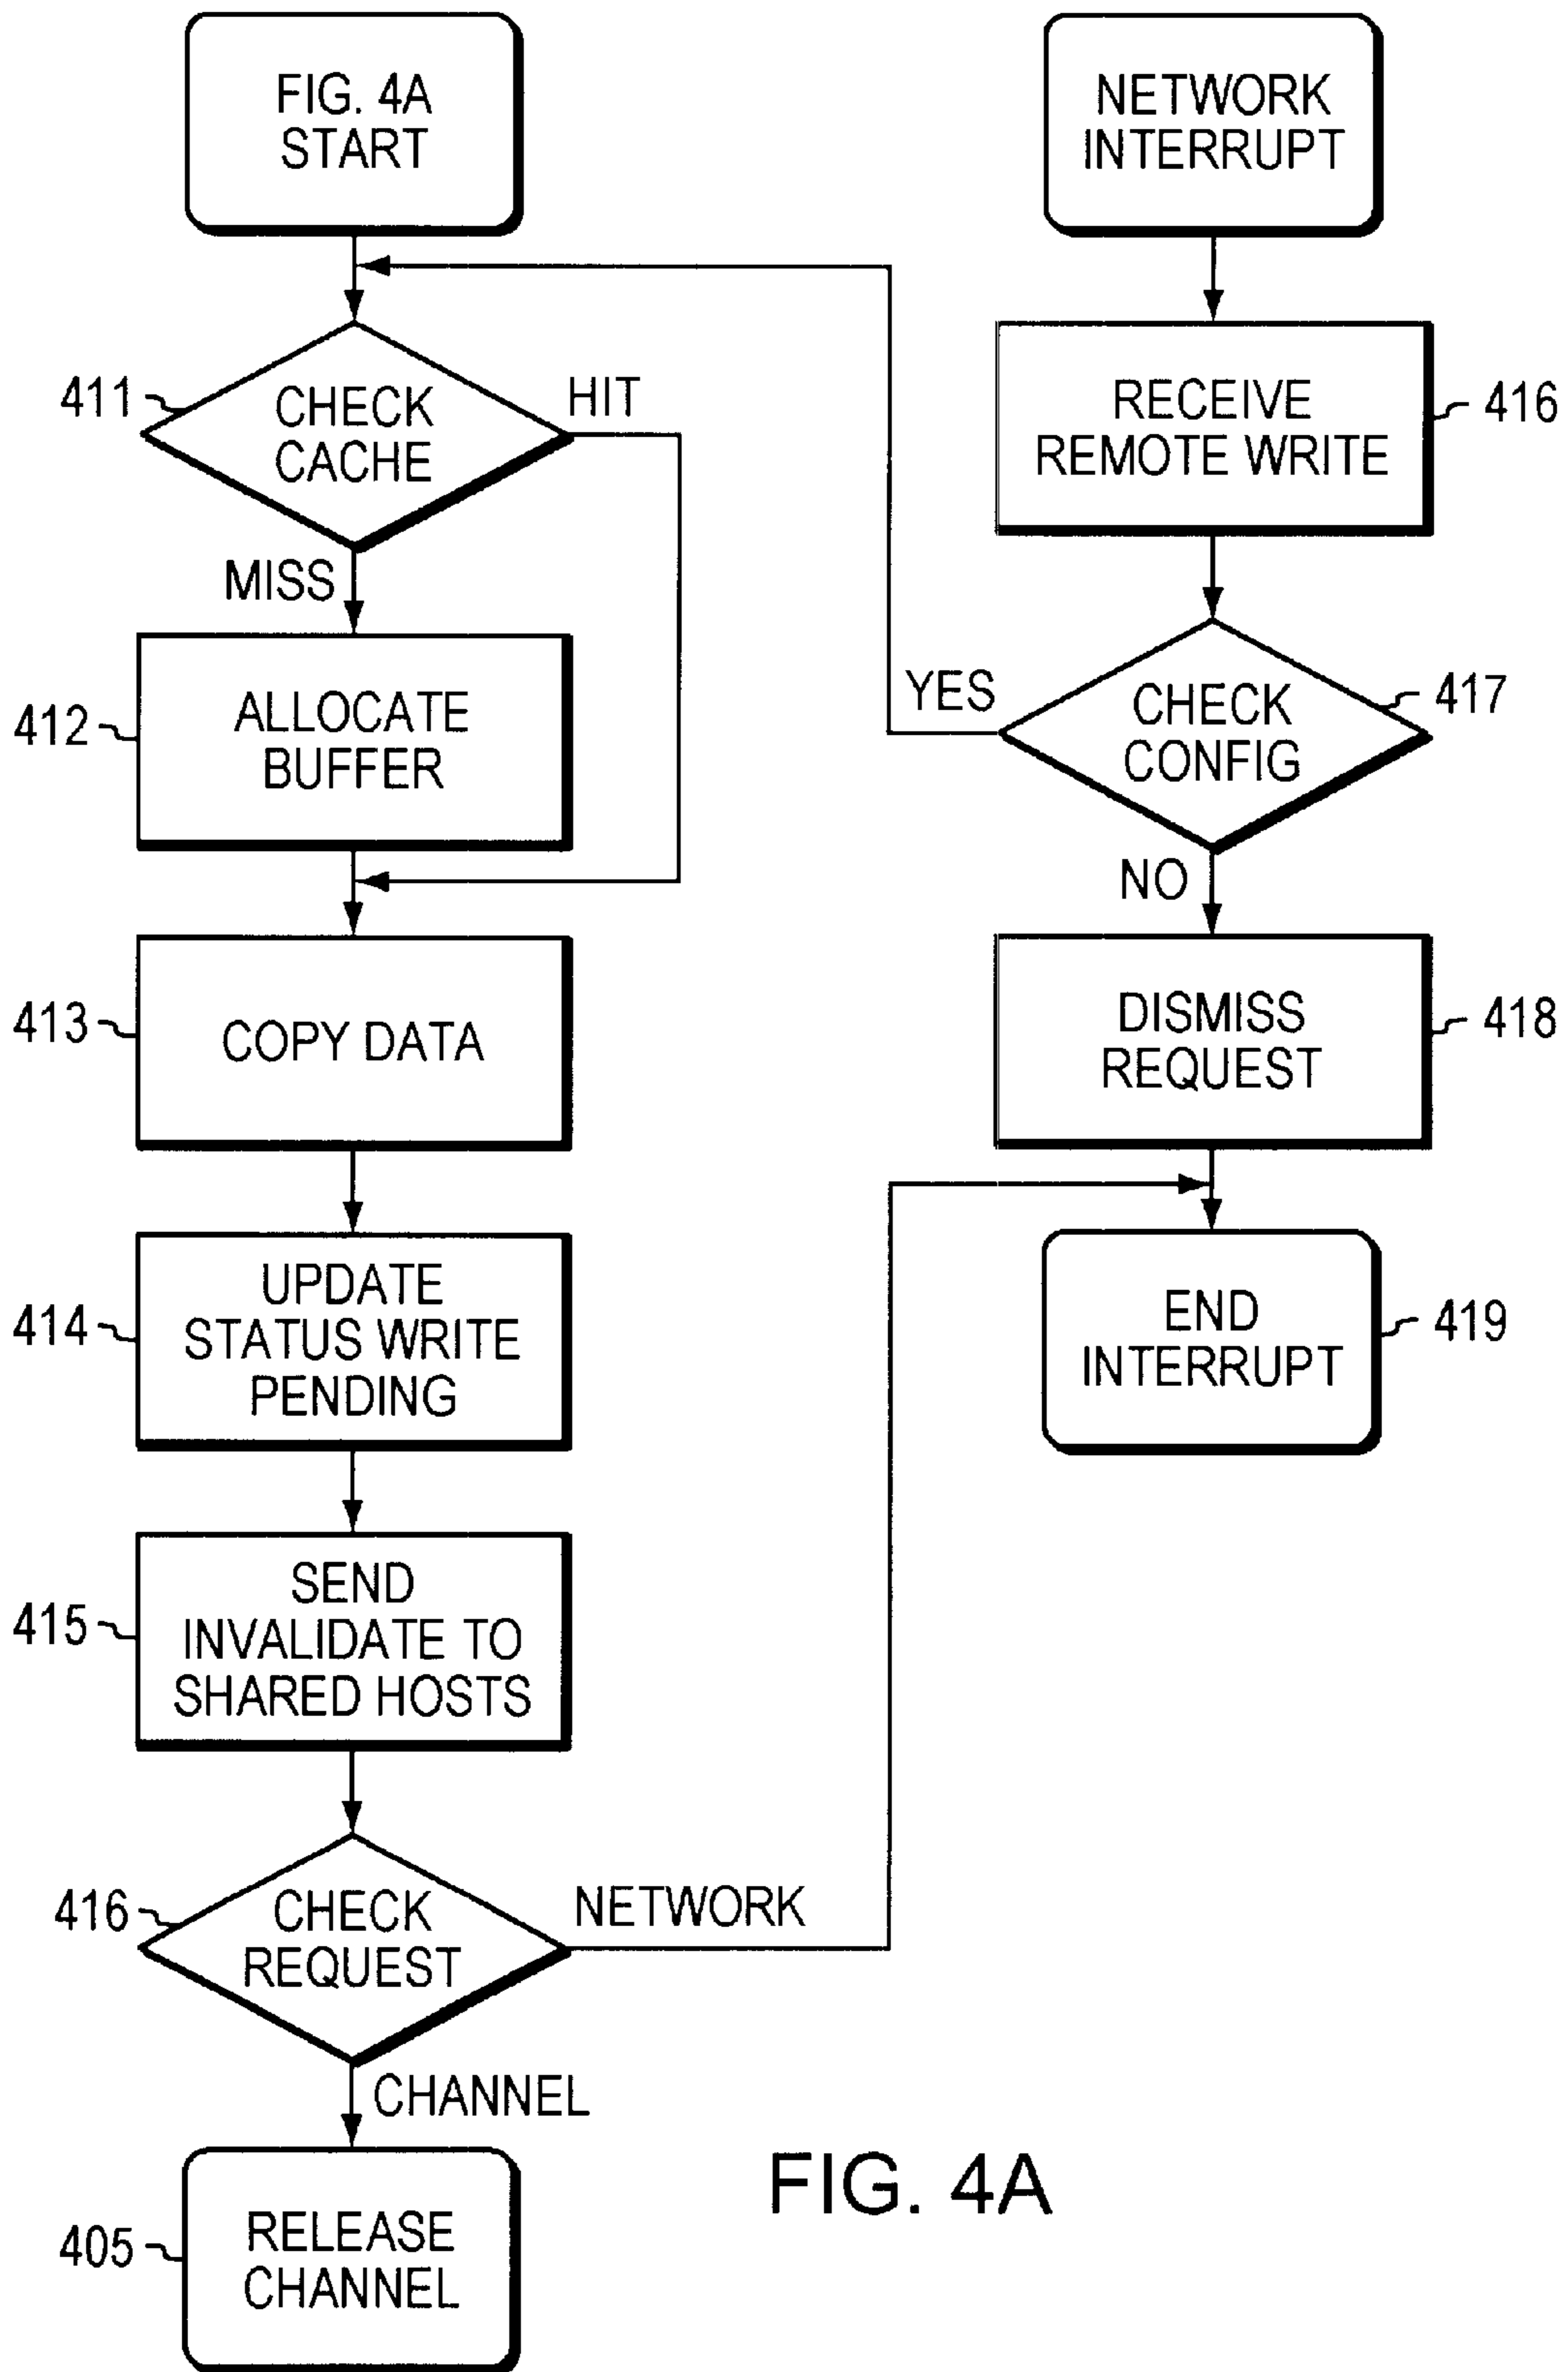 FIG. 4A
START
411
CHECK
CACHE
HIT
MISS
412
ALLOCATE
BUFFER
413
COPY DATA
414
UPDATE
STATUS WRITE
PENDING
415
SEND
INVALIDATE TO
SHARED HOSTS
416
CHECK
REQUEST
NETWORK
CHANNEL
405
RELEASE
CHANNEL
NETWORK
INTERRUPT
RECEIVE
REMOTE WRITE
416
YES
CHECK
CONFIG
417
NO
DISMISS
REQUEST
418
END
INTERRUPT
419
FIG. 4A